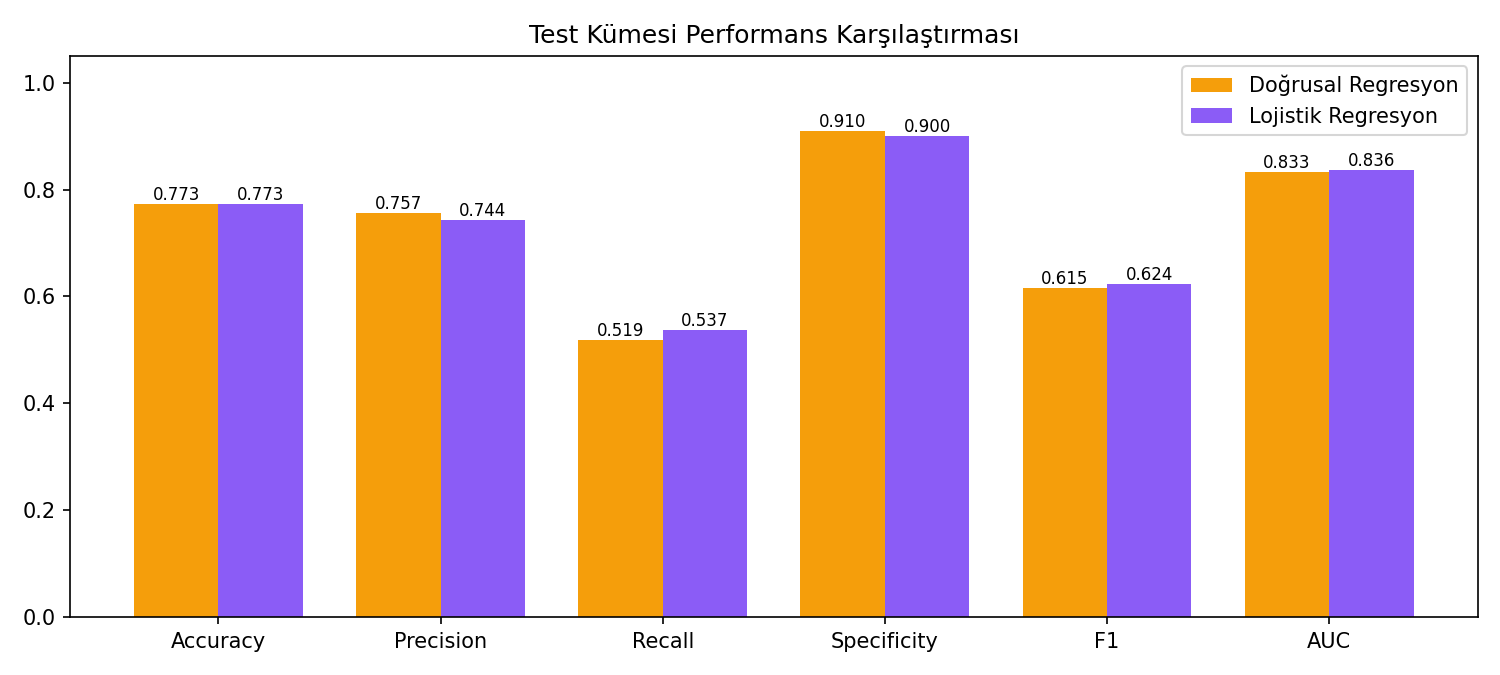 Test Kümesi Performans Karşılaştırması
Doğrusal Regresyon
Lojistik Regresyon
1.0
0.8
0.6
0.4
0.2
0.0
0.773
0.773
0.757
0.744
0.519
0.537
0.910
0.900
0.615
0.624
0.833
0.836
Accuracy
Precision
Recall
Specificity
F1
AUC